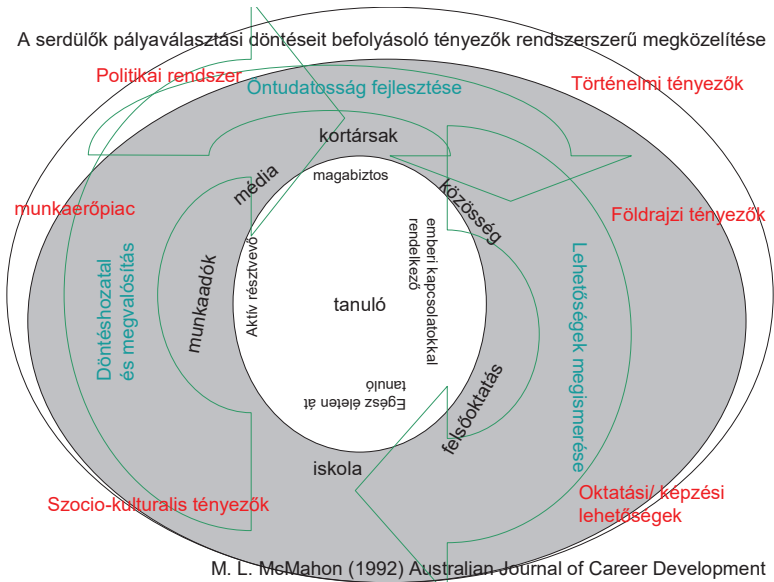 A serdülők pályaválasztási döntéseit befolyásoló tényezők rendszerszerű megközelítése
Politikai rendszer
Történelmi tényezők
Öntudatosság fejlesztése
kortársak
magabiztos
média
közösség
munkaerőpiac
Földrajzi tényezők
Döntéshozatal
és megvalósítás
munkaadók
Aktív résztvevő
tanuló
emberi kapcsolatokkal
rendelkező
Lehetőségek megismerése
Egész életen át
tanuló
felsőoktatás
iskola
Szocio-kulturalis tényezők
Oktatási/ képzési
lehetőségek
M. L. McMahon (1992) Australian Journal of Career Development